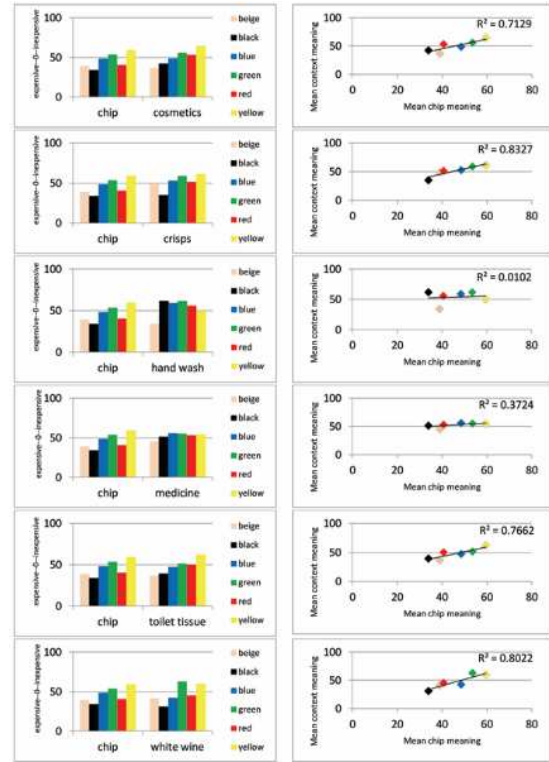 expensive--0--inexpensive
100
50
0
chip cosmetics
beige
black
blue
green
red
yellow
Mean context meaning
100
50
0
R² = 0.7129
0 20 40 60 80
Mean chip meaning
expensive--0--inexpensive
100
50
0
chip crisps
beige
black
blue
green
red
yellow
Mean context meaning
100
50
0
R² = 0.8327
0 20 40 60 80
Mean chip meaning
expensive--0--inexpensive
100
50
0
chip hand wash
beige
black
blue
green
red
yellow
Mean context meaning
100
50
0
R² = 0.0102
0 20 40 60 80
Mean chip meaning
expensive--0--inexpensive
100
50
0
chip medicine
beige
black
blue
green
red
yellow
Mean context meaning
100
50
0
R² = 0.3724
0 20 40 60 80
Mean chip meaning
expensive--0--inexpensive
100
50
0
chip toilet tissue
beige
black
blue
green
red
yellow
Mean context meaning
100
50
0
R² = 0.7662
0 20 40 60 80
Mean chip meaning
expensive--0--inexpensive
100
50
0
chip white wine
beige
black
blue
green
red
yellow
Mean context meaning
100
50
0
R² = 0.8022
0 20 40 60 80
Mean chip meaning